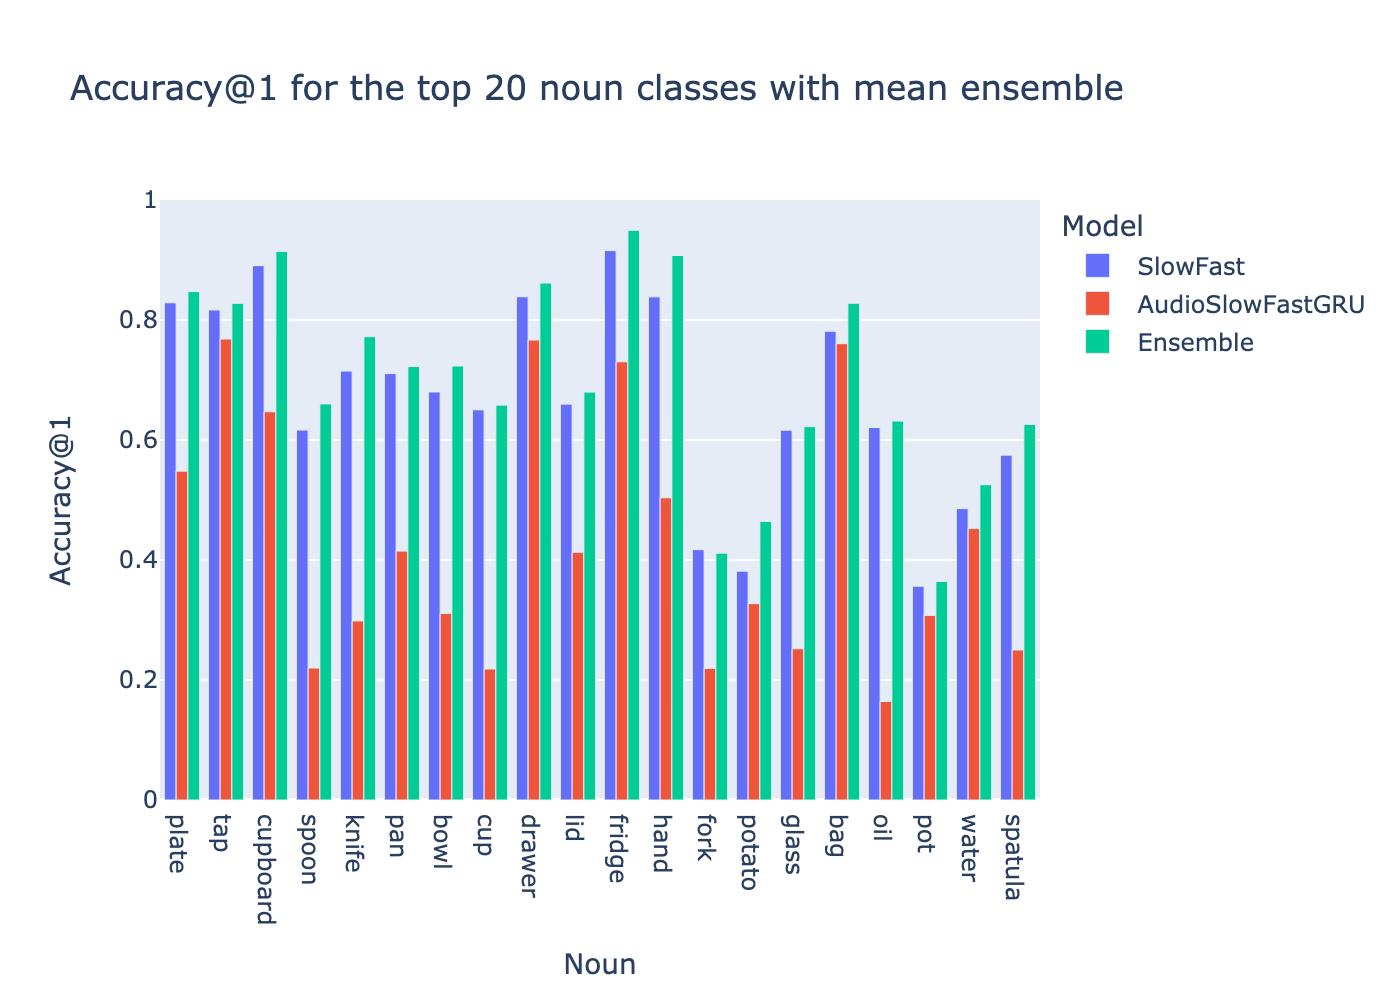 Accuracy@1 for the top 20 noun classes with mean ensemble
1
0.8
0.6
0.4
0.2
0
Accuracy@1
plate
tap
cupboard
spoon
knife
pan
bowl
cup
drawer
lid
fridge
hand
fork
potato
glass
bag
oil
pot
water
spatula
Noun
Model
SlowFast
AudioSlowFastGRU
Ensemble